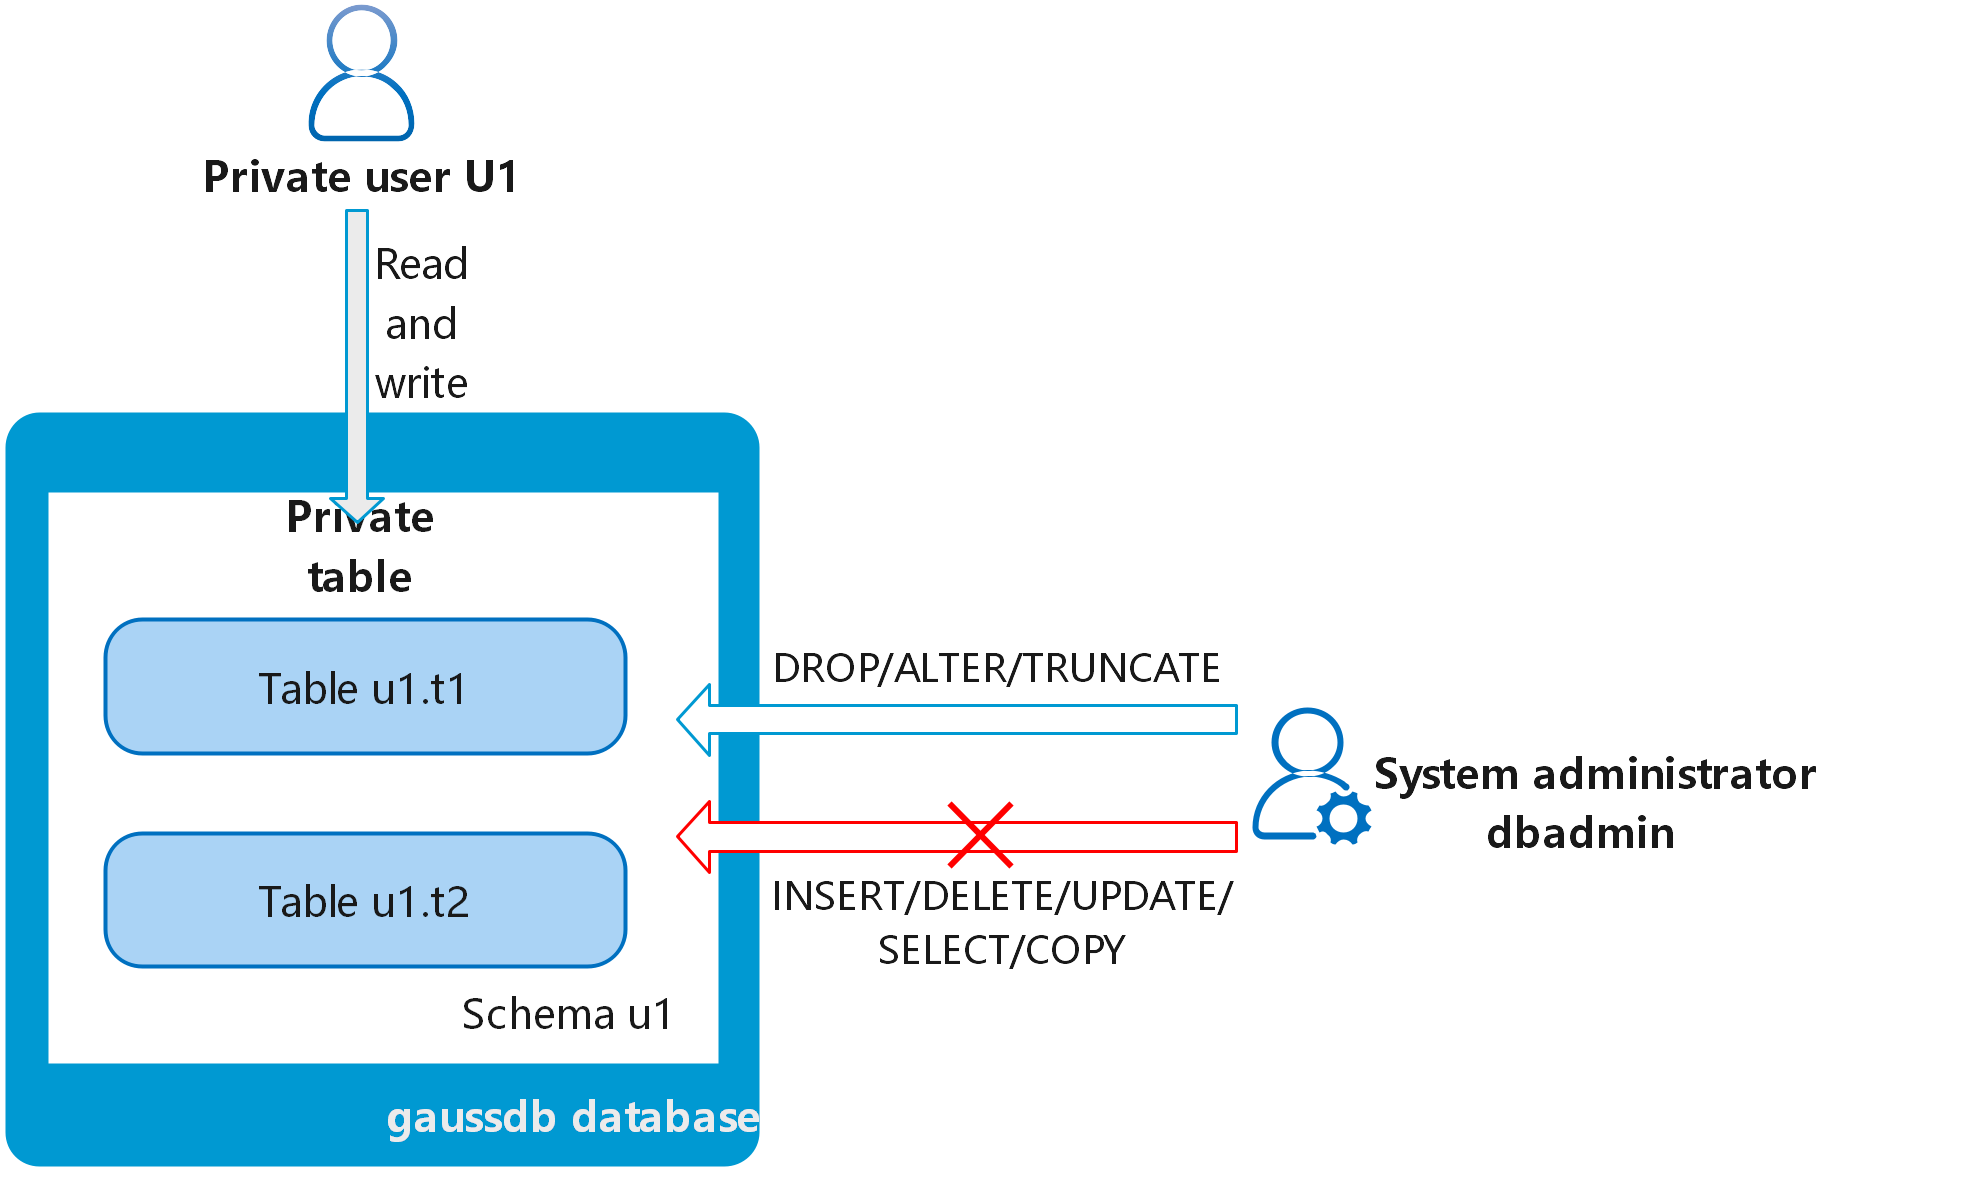 Private user U1
Read
and
write
Private
table
Table u1.t1
DROP/ALTER/TRUNCATE
System administrator
dbadmin
Table u1.t2
INSERT/DELETE/UPDATE/
SELECT/COPY
Schema u1
gaussdb database